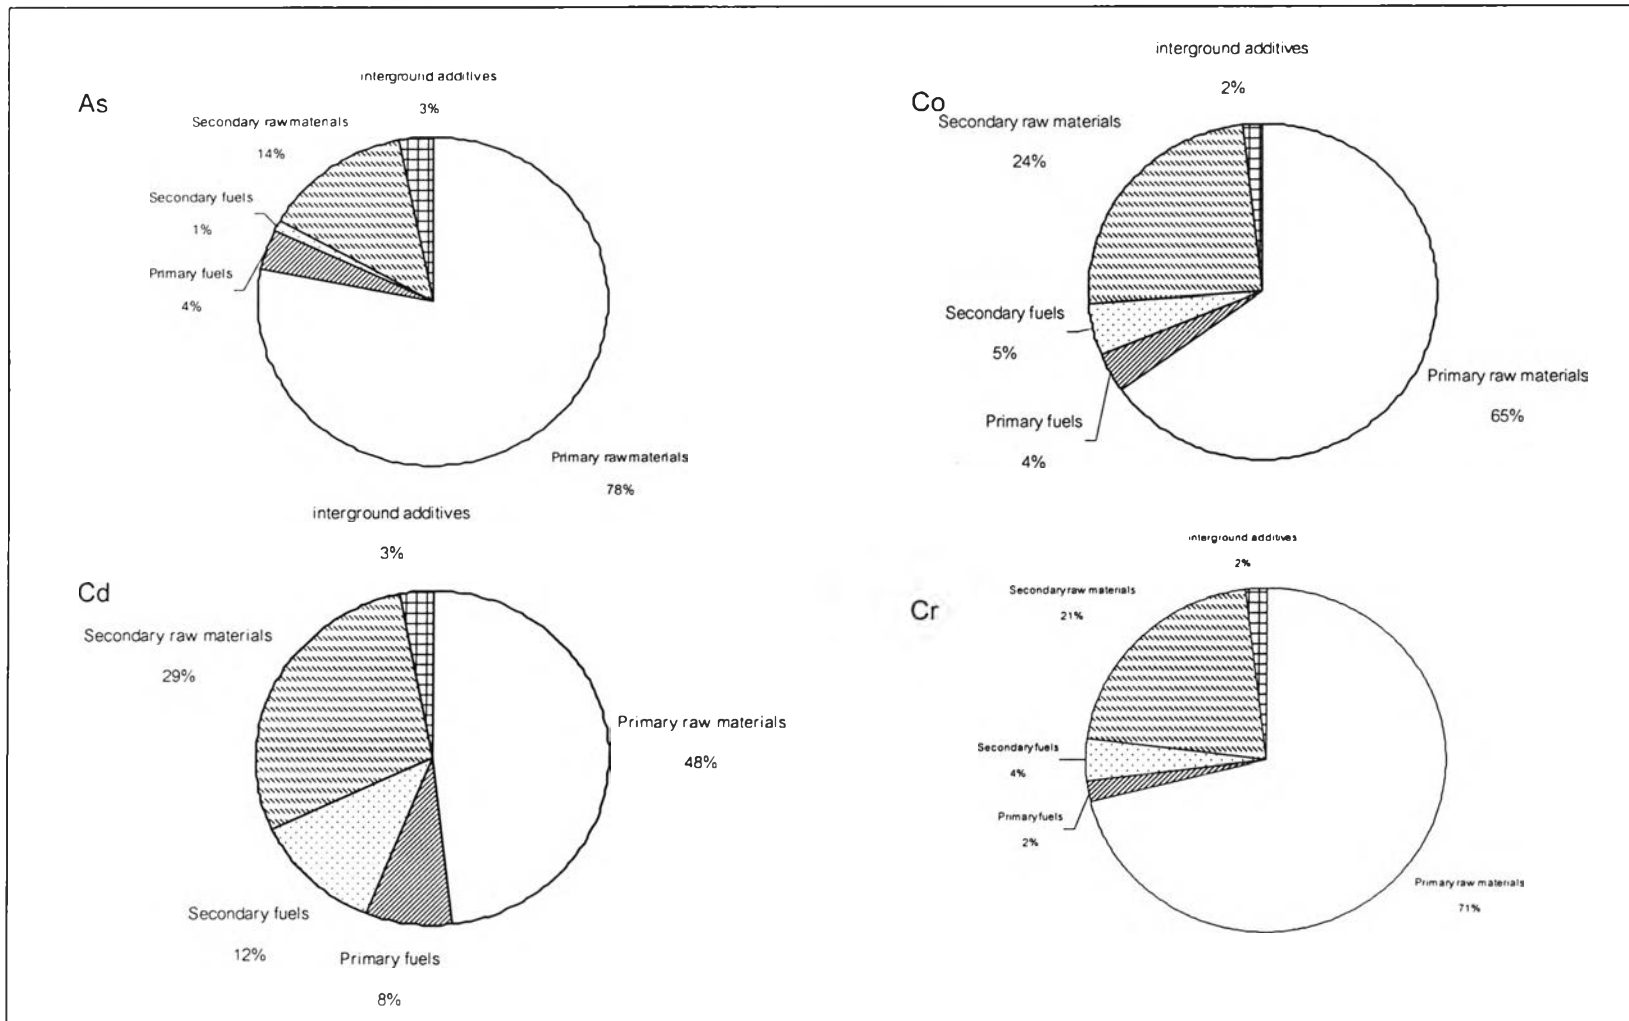 As
interground additives
3%
Secondary raw materials
14%
Secondary fuels
1%
Primary fuels
4%
Primary raw materials
78%
Co
interground additives
2%
Secondary raw materials
24%
Secondary fuels
5%
Primary fuels
4%
Primary raw materials
65%
Cd
interground additives
3%
Secondary raw materials
29%
Primary raw materials
48%
Secondary fuels
12%
Primary fuels
8%
Cr
interground additives
2%
Secondary raw materials
21%
Secondary fuels
4%
Primary fuels
2%
Primary raw materials
71%